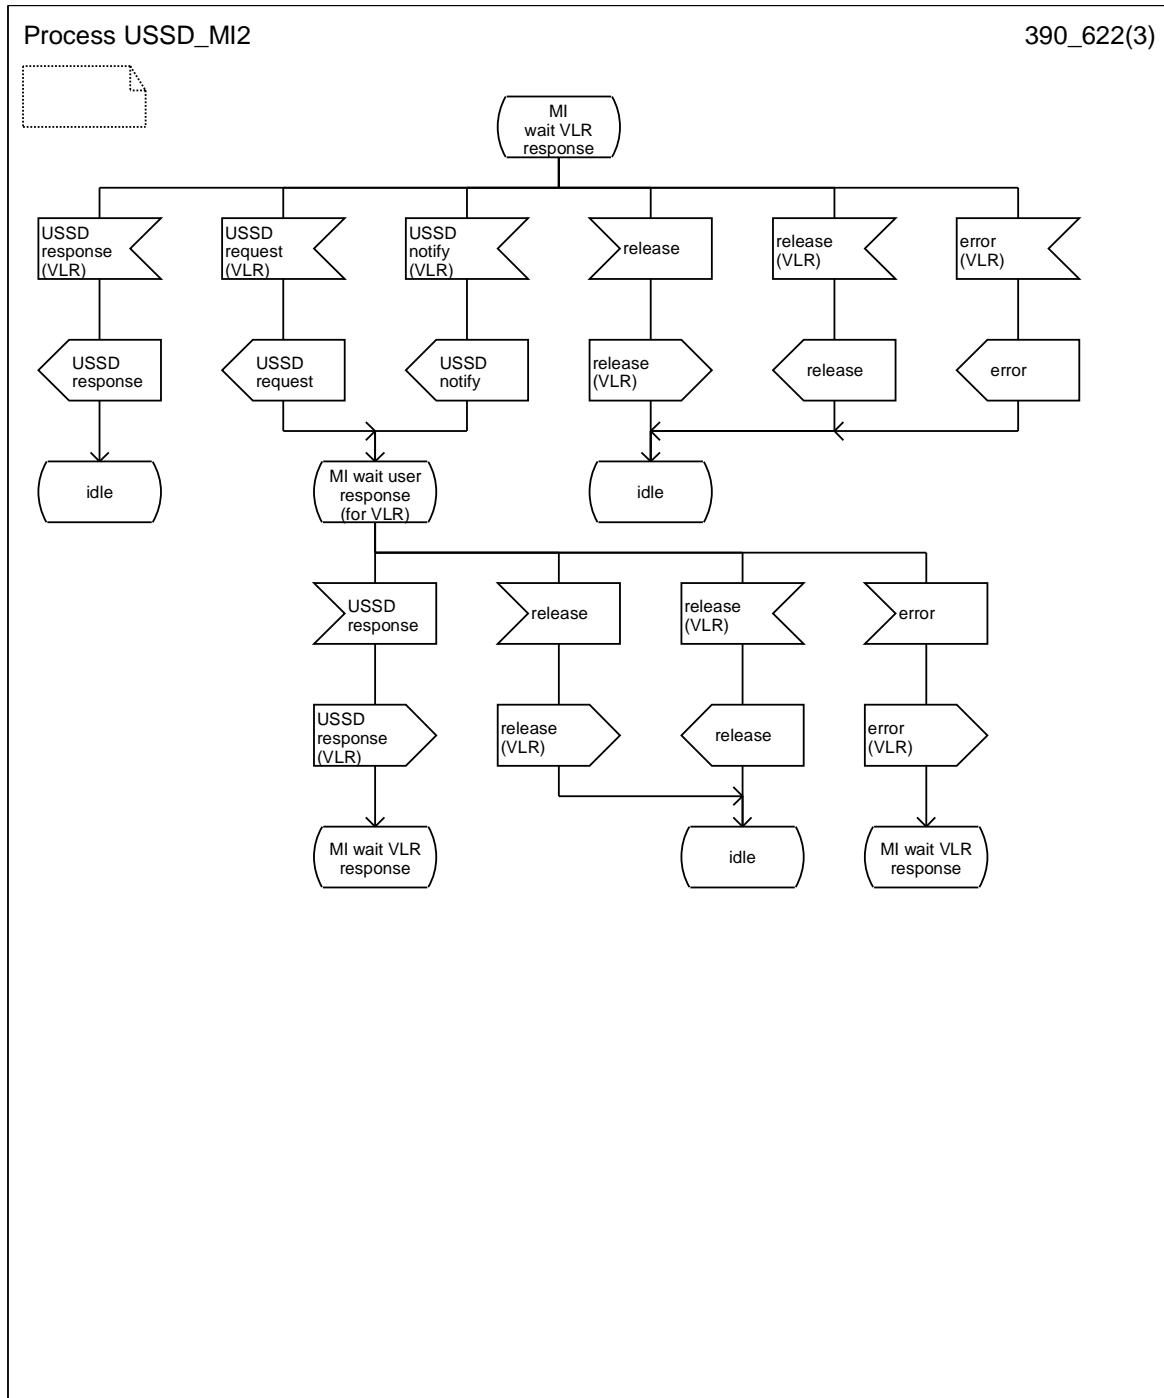 Process USSD_MI2
390_622(3)
MI
wait VLR
response
USSD
response
(VLR)
USSD
request
(VLR)
USSD
notify
(VLR)
release
release
(VLR)
error
(VLR)
USSD
response
USSD
request
USSD
notify
release
(VLR)
release
error
idle
MI wait user
response
(for VLR)
idle
USSD
response
release
release
(VLR)
error
USSD
response
(VLR)
release
(VLR)
release
error
(VLR)
MI wait VLR
response
idle
MI wait VLR
response